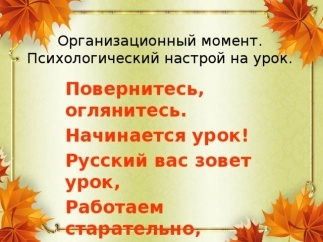 Организационный момент.
Психологический настрой на урок.
Повернитесь,
оглянитесь.
Начинается урок!
Русский вас зовет
урок,
Работаем
старательно,